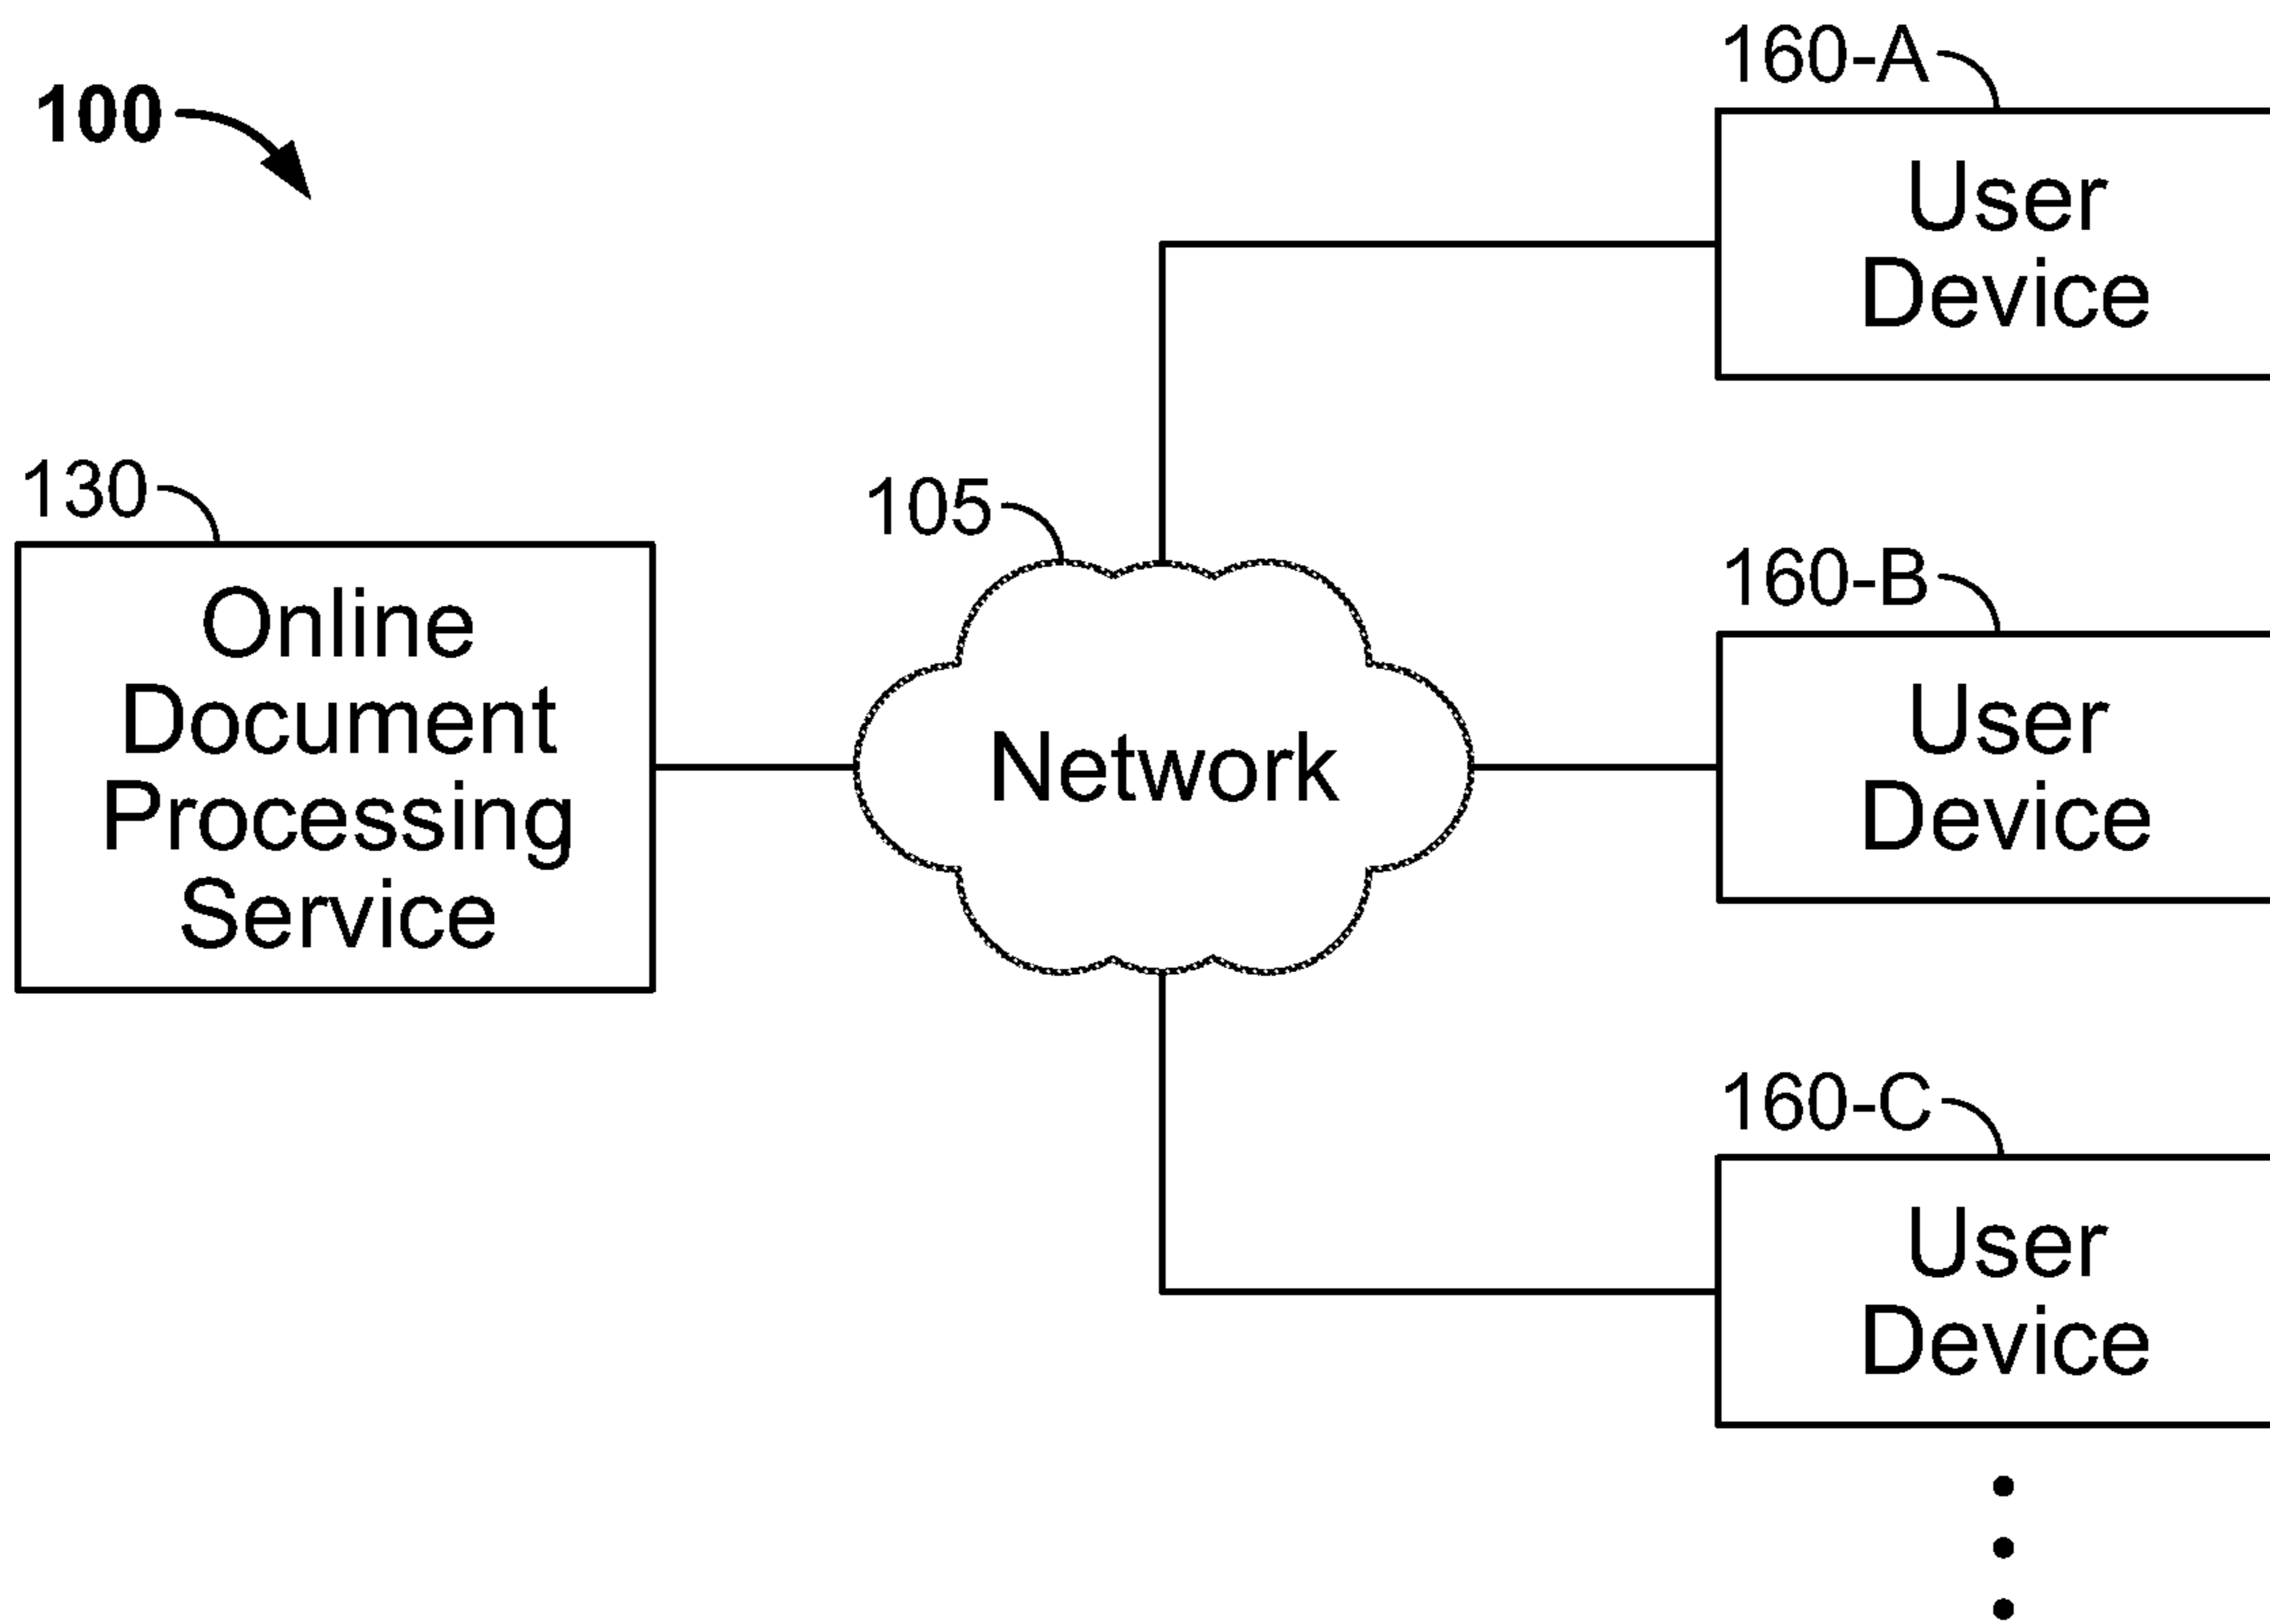 100
160-A
User
Device
130
Online
Document
Processing
Service
105
Network
160-B
User
Device
160-C
User
Device